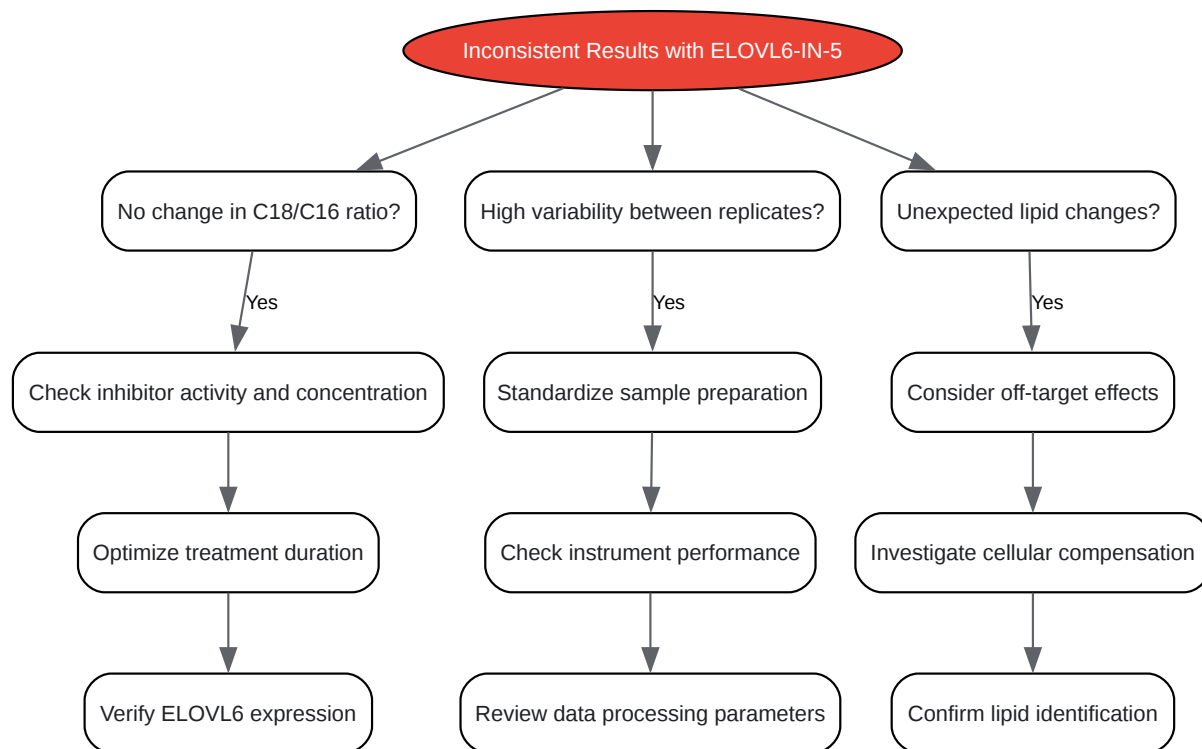 Inconsistent Results with ELOVL6-IN-5
No change in C18/C16 ratio?
High variability between replicates?
Unexpected lipid changes?
Yes
Yes
Yes
Check inhibitor activity and concentration
Standardize sample preparation
Consider off-target effects
Optimize treatment duration
Check instrument performance
Investigate cellular compensation
Verify ELOVL6 expression
Review data processing parameters
Confirm lipid identification